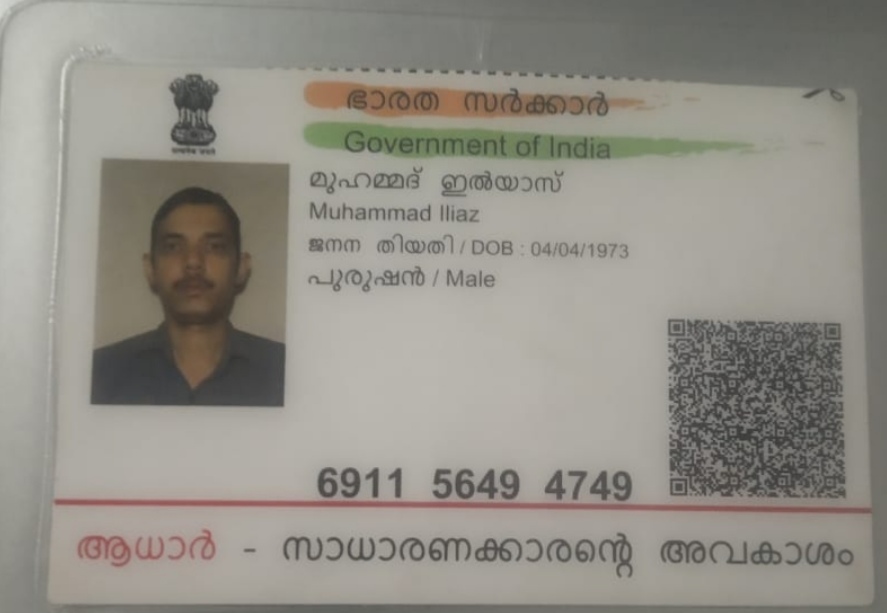 ഭാരത സർക്കാർ
Government of India
മുഹമ്മദ് ഇൽയാസ്
Muhammad Iliaz
ജനന തിയതി / DOB : 04/04/1973
പുരുഷൻ / Male
6911 5649 4749
ആധാർ - സാധാരണക്കാരന്റെ അവകാശം